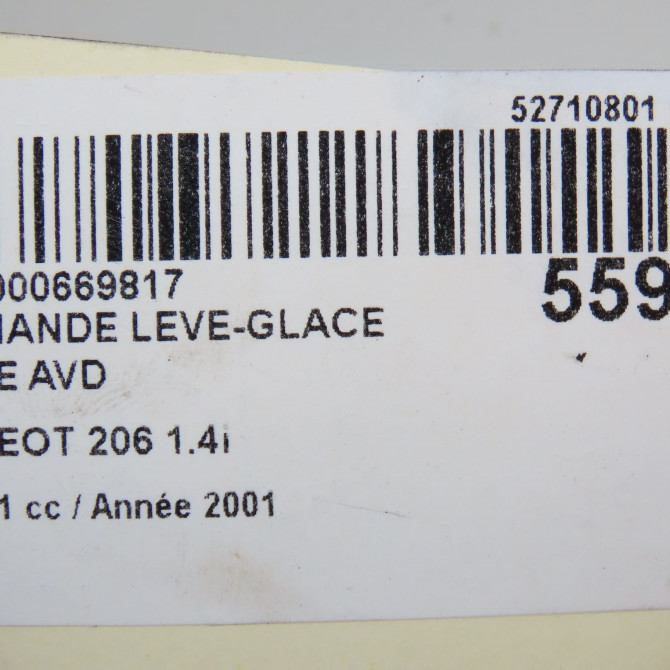 52710801
000669817
559
MANDE LEVE-GLACE
E AVD
EOT 206 1.4i
1 cc / Année 2001